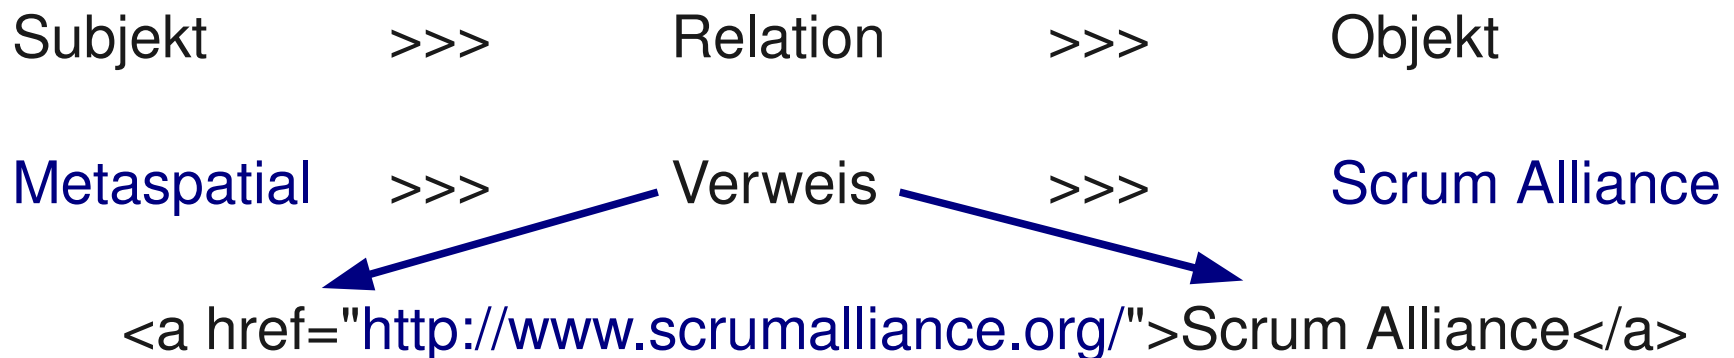 Subjekt >>> Relation >>> Objekt
Metaspatial >>> Verweis >>> Scrum Alliance
<a href="http://www.scrumalliance.org/">Scrum Alliance</a>